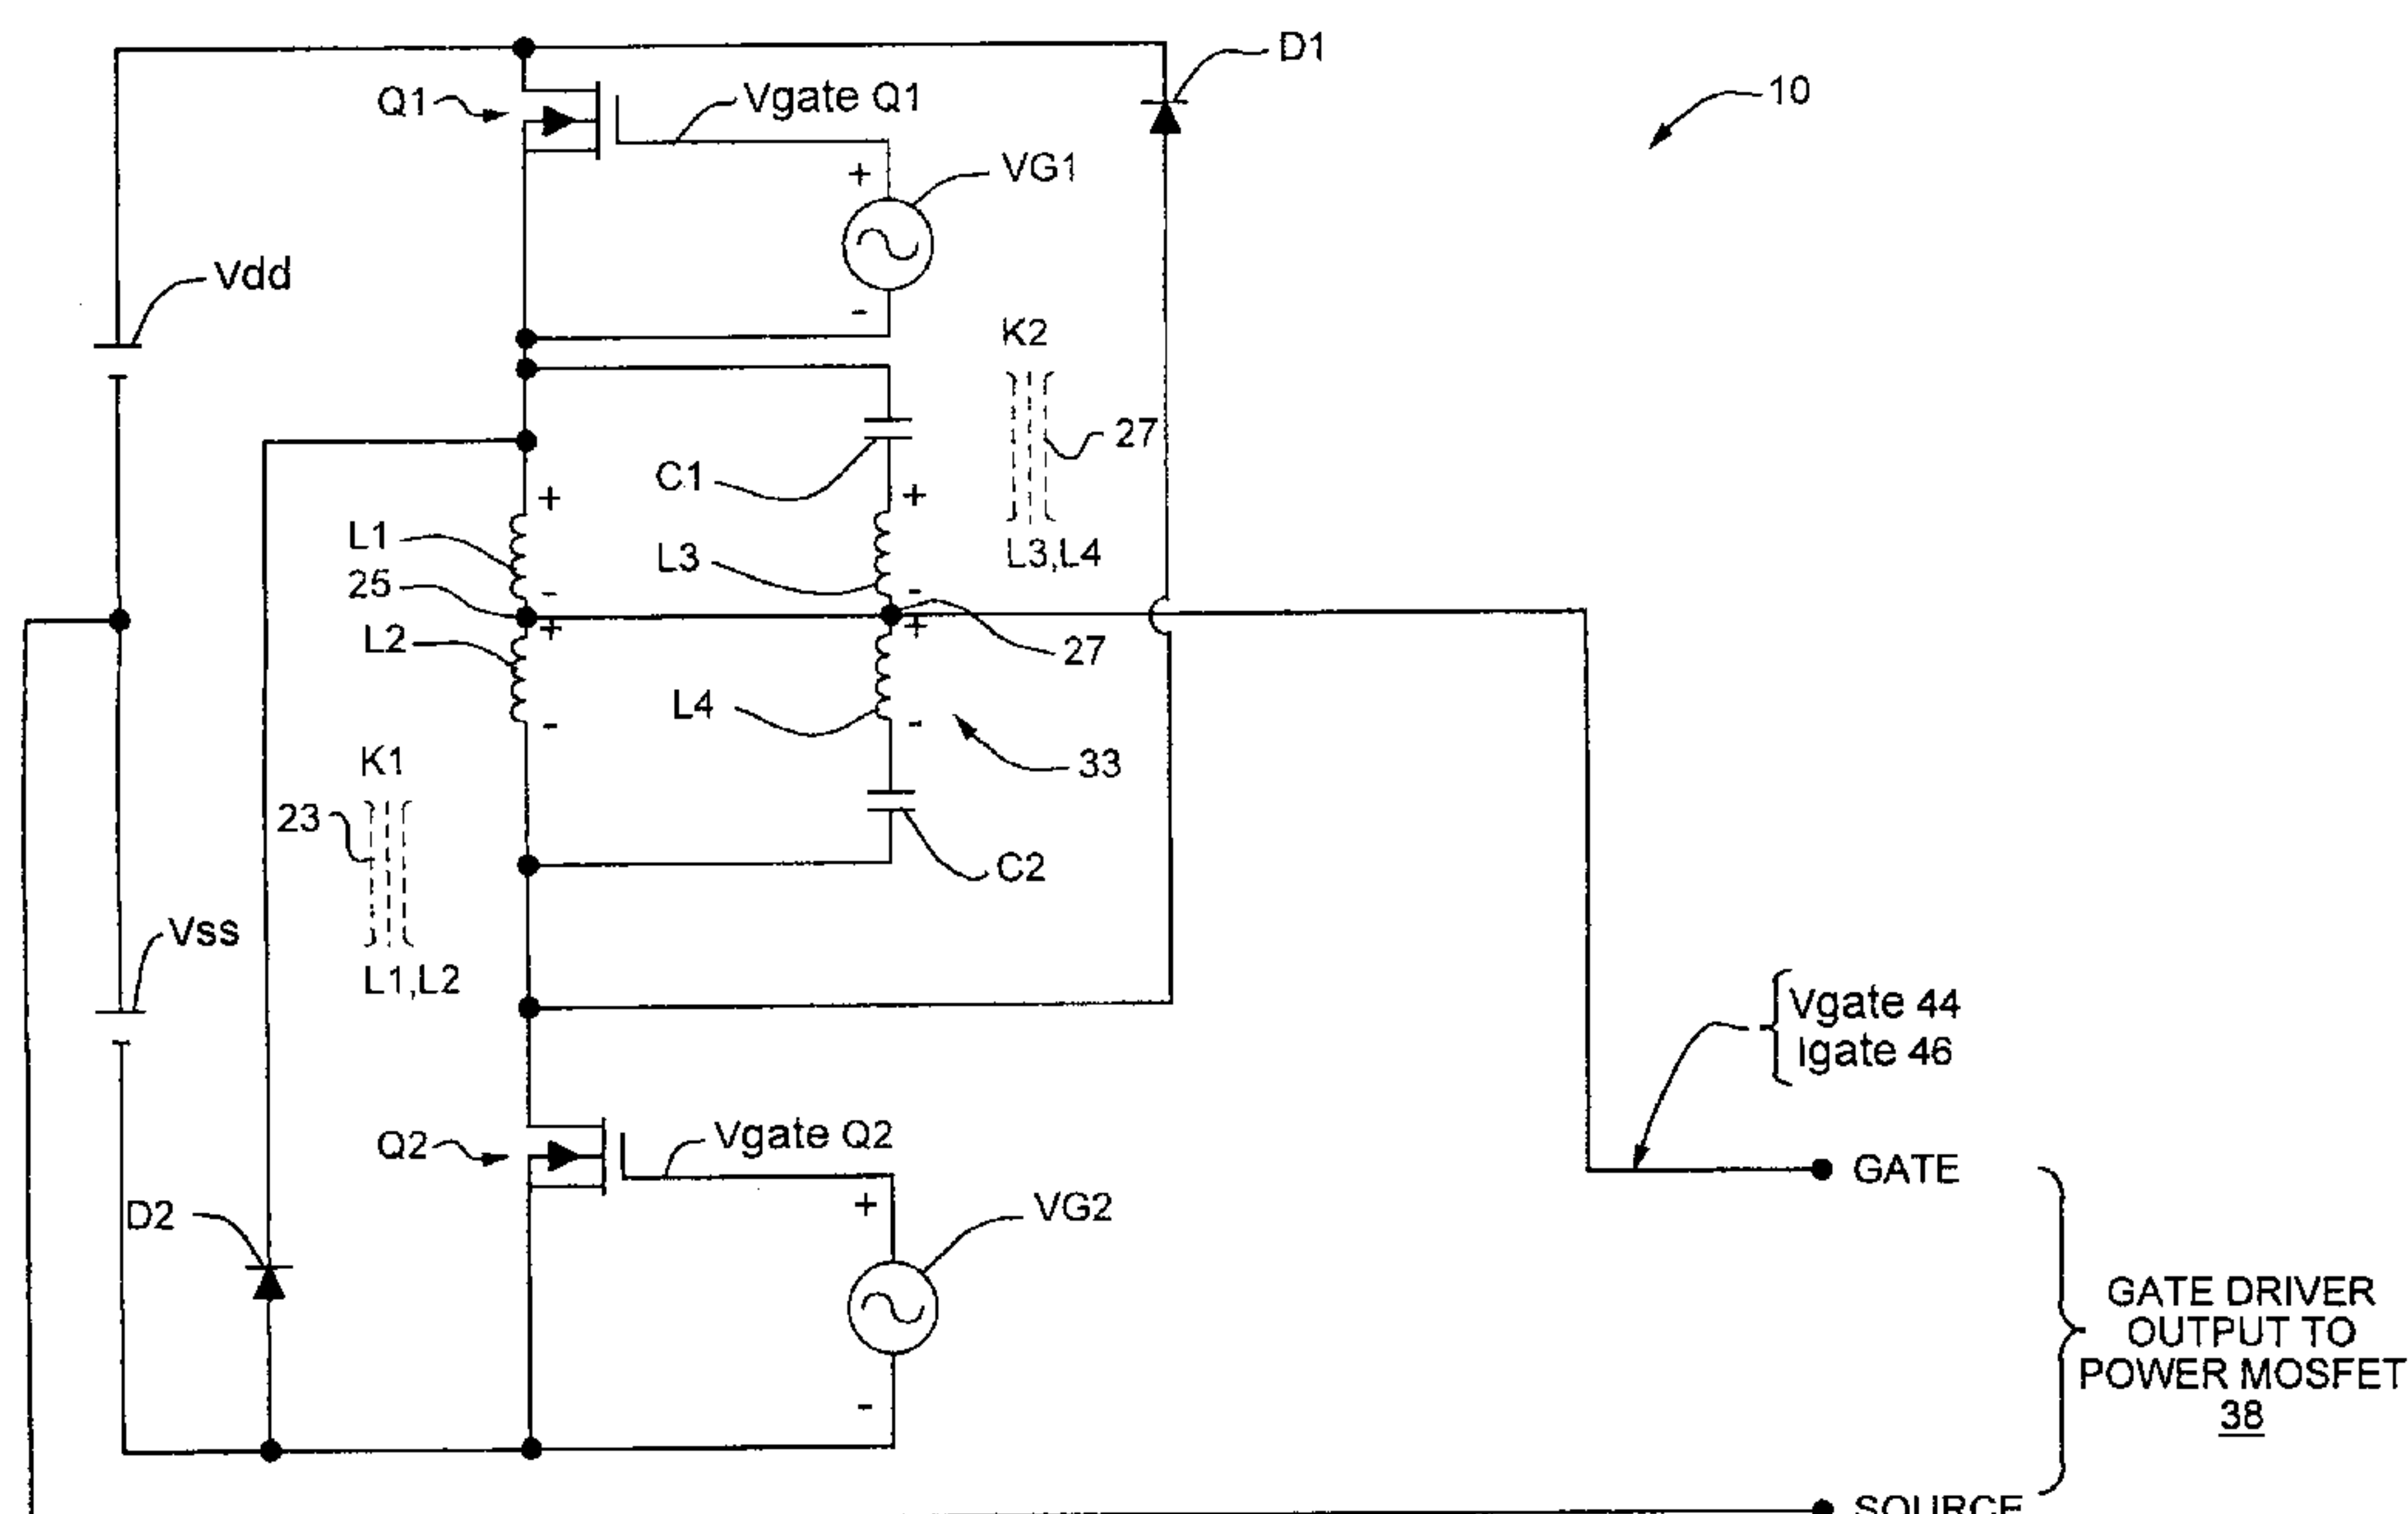 D1
10
Q1
Vgate Q1
+
VG1
-
Vdd
K2
27
C1
+
+
L1
L3
L3,L4
25
-
-
+
+
L2
27
L4
-
-
33
K1
23
C2
L1,L2
Vss
Vgate 44
Igate 46
Q2
Vgate Q2
GATE
D2
+
VG2
GATE DRIVER
OUTPUT TO
POWER MOSFET
38
-
SOURCE